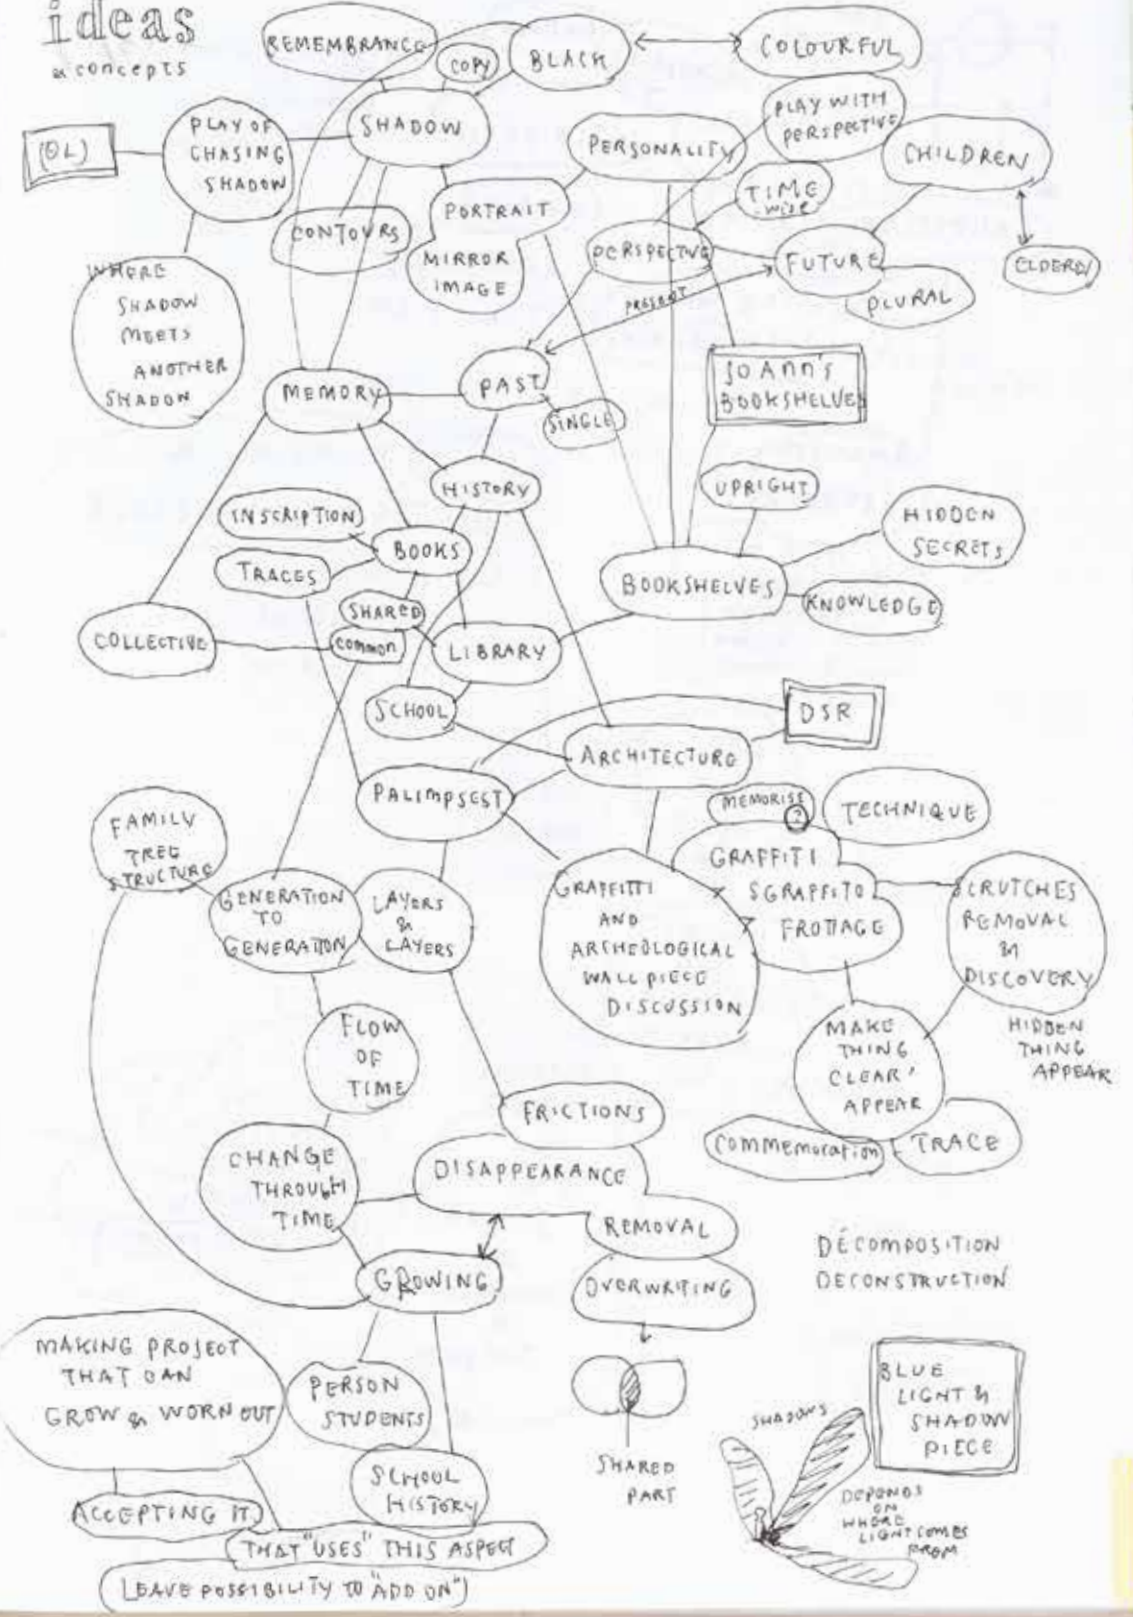 ideas
& concepts
REMEMBRANCE
COPY
BLACK
COLOURFUL
(OL)
PLAY OF
CHASING
SHADOW
SHADOW
PERSONALITY
PLAY WITH
PERSPECTIVE
CHILDREN
CONTOURS
PORTRAIT
MIRROR
IMAGE
TIME
-wise
PERSPECTIVE
FUTURE
ELDERLY
PLURAL
PRESENT
WHERE
SHADOW
MEETS
ANOTHER
SHADOW
MEMORY
PAST
SINGLE
JO ANN'S
BOOKSHELVES
HISTORY
UPRIGHT
INSCRIPTION
BOOKS
HIDDEN
SECRETS
TRACES
BOOKSHELVES
KNOWLEDGE
SHARED
common
COLLECTIVE
LIBRARY
SCHOOL
DSR
ARCHITECTURE
PALIMPSEST
MEMORISE
?
TECHNIQUE
FAMILY
TREE
STRUCTURE
GENERATION
TO
GENERATION
LAYERS
&
LAYERS
GRAFFITTI
AND
ARCHEOLOGICAL
WALL PIECE
DISCUSSION
GRAFFITI
SGRAFFITO
FROTTAGE
SCRUTCHES
REMOVAL
&
DISCOVERY
HIDDEN
THING
APPEAR
FLOW
OF
TIME
MAKE
THING
CLEAR'
APPEAR
FRICTIONS
COMMEMORATION
TRACE
CHANGE
THROUGH
TIME
DISAPPEARANCE
REMOVAL
OVERWRITING
GROWING
DECOMPOSITION
DECONSTRUCTION
MAKING PROJECT
THAT CAN
GROW & WORN OUT
PERSON
STUDENTS
SCHOOL
HISTORY
SHARED
PART
BLUE
LIGHT &
SHADOW
PIECE
SHADOWS
DEPENDS
ON
WHERE
LIGHT COMES
FROM
ACCEPTING IT
THAT "USES" THIS ASPECT
(LEAVE POSSIBILITY TO "ADD ON")